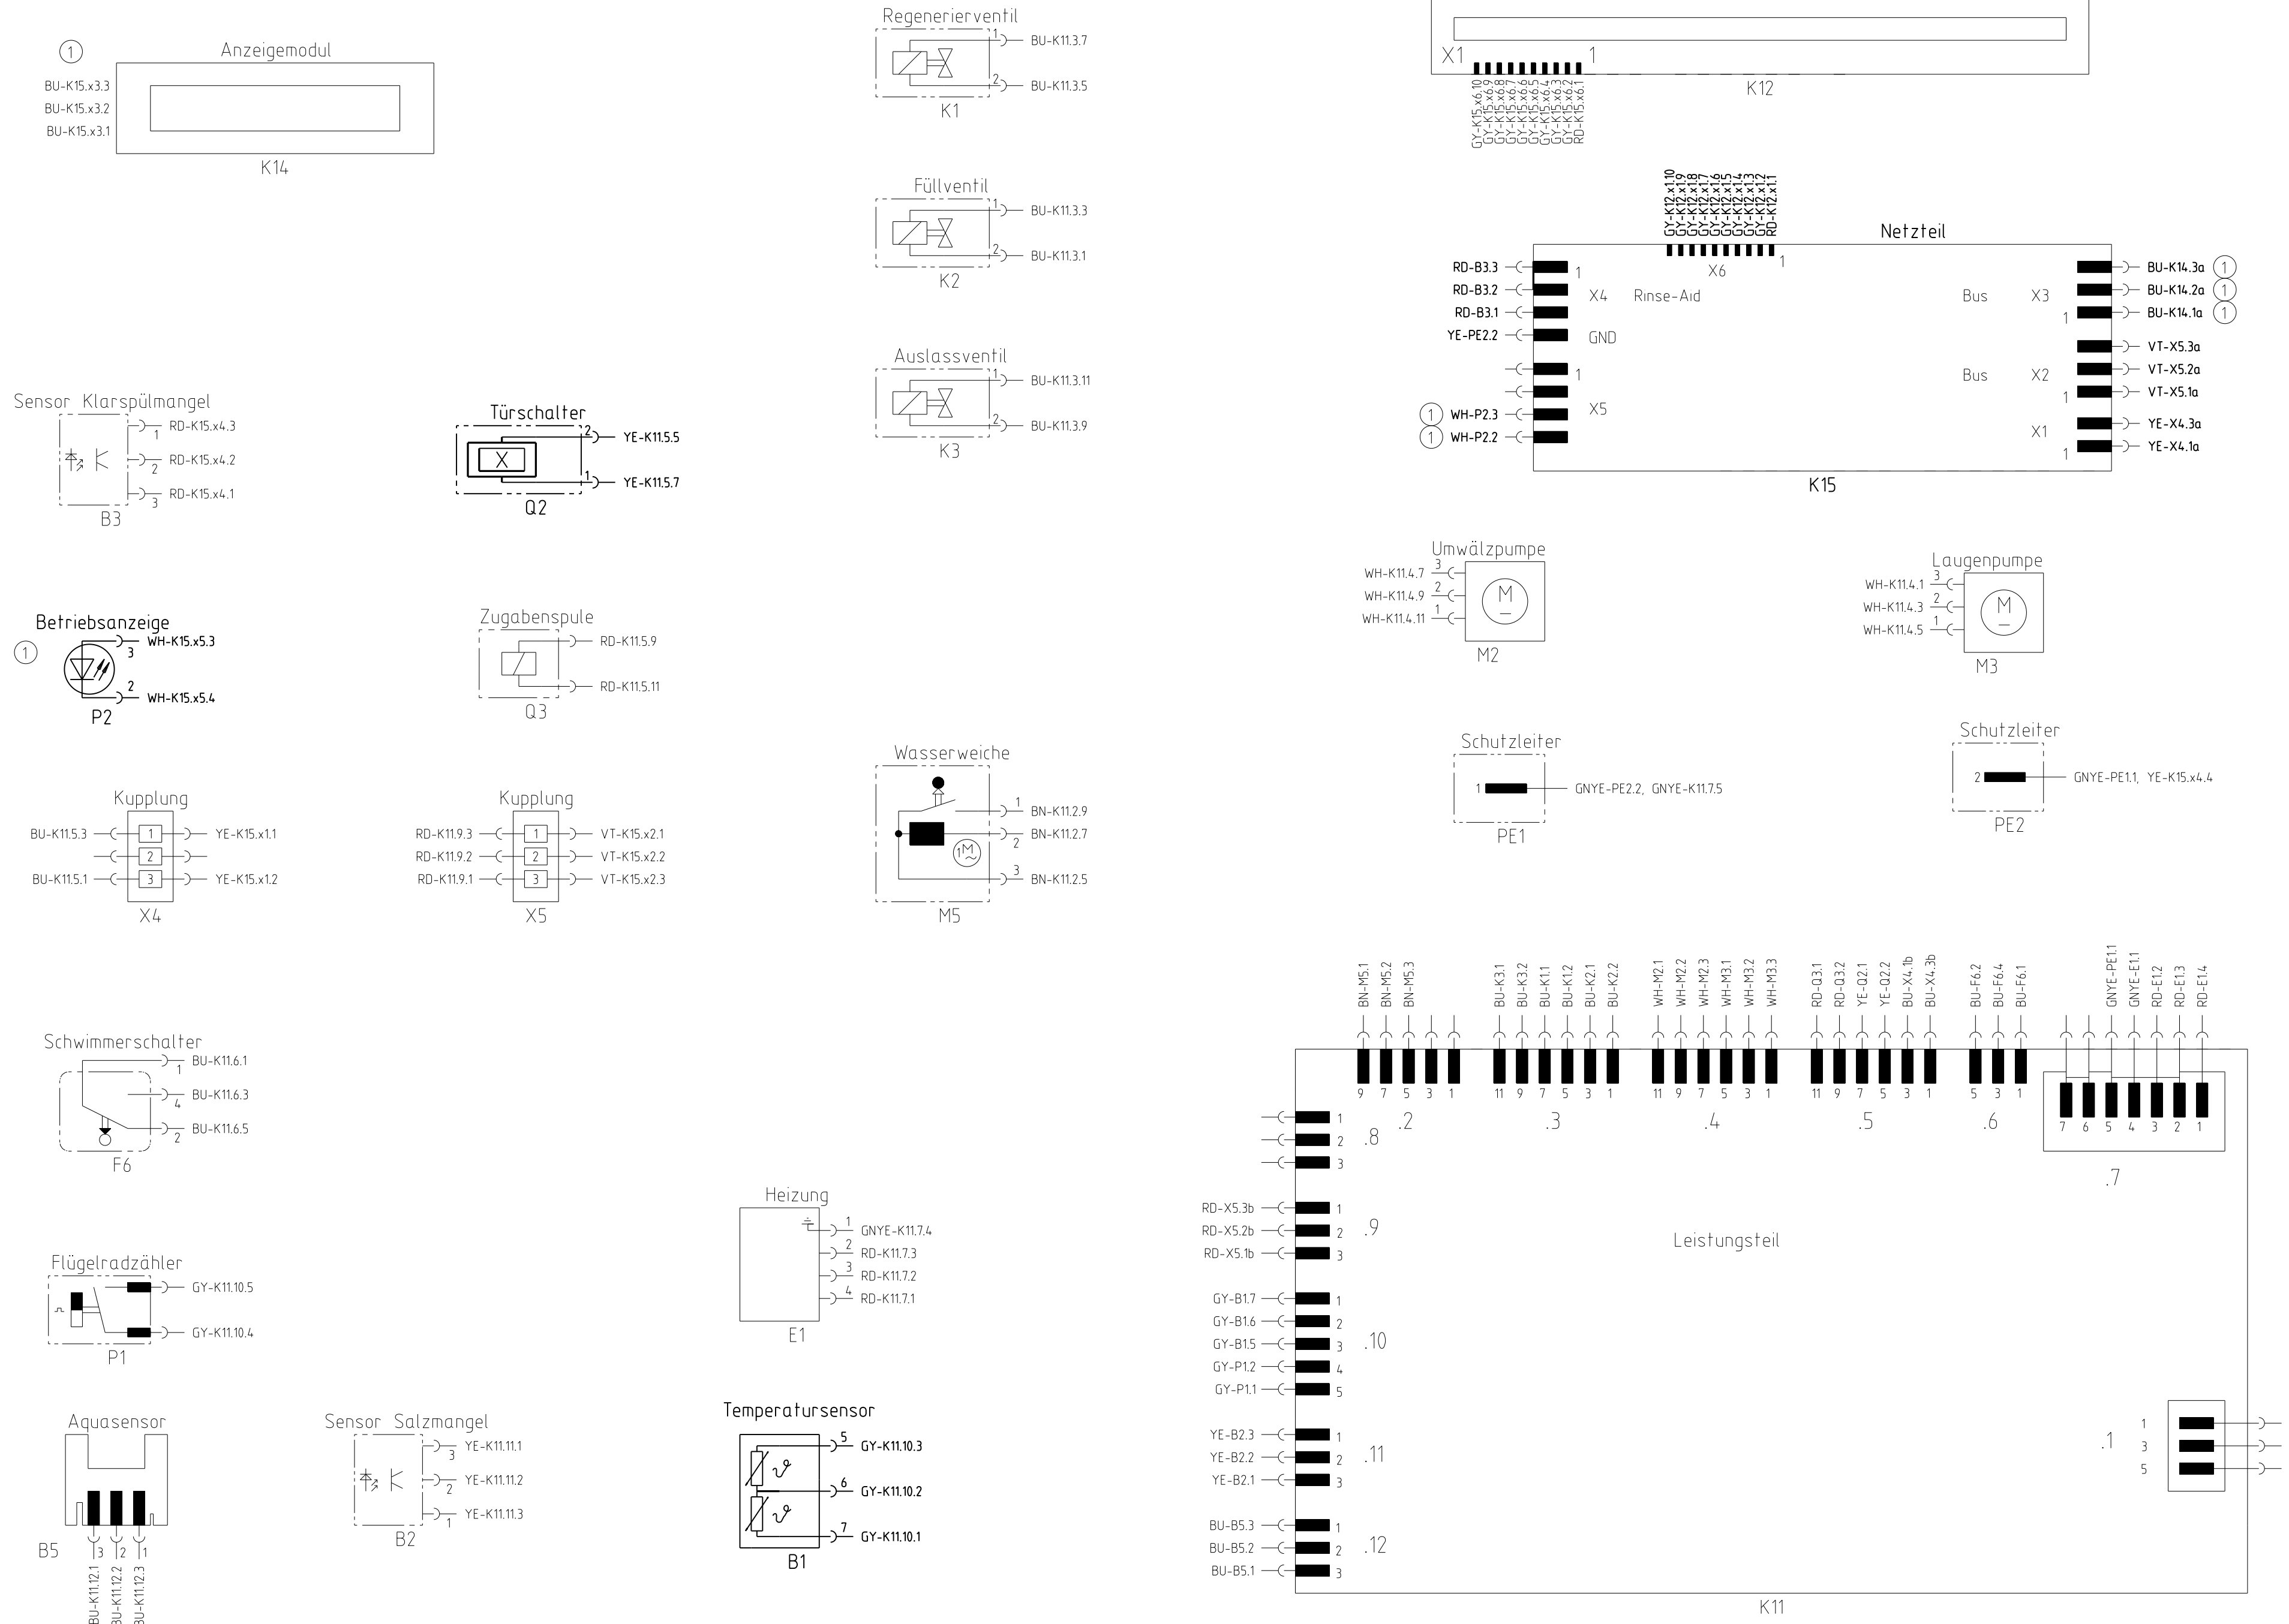 Anzeigemodul
1
BU-K15.x3.3
BU-K15.x3.2
BU-K15.x3.1
K14
Regenerierventil
1
BU-K11.3.7
2
BU-K11.3.5
K1
X1
1
K12
GY-K15.x6.10
GY-K15.x6.9
GY-K15.x6.8
GY-K15.x6.7
GY-K15.x6.6
GY-K15.x6.5
GY-K15.x6.4
GY-K15.x6.3
GY-K15.x6.2
RD-K15.x6.1
Füllventil
1
BU-K11.3.3
2
BU-K11.3.1
K2
GY-K12.x1.10
GY-K12.x1.9
GY-K12.x1.8
GY-K12.x1.7
GY-K12.x1.6
GY-K12.x1.5
GY-K12.x1.4
GY-K12.x1.3
GY-K12.x1.2
RD-K12.x1.1
Netzteil
X6
1
RD-B3.3
RD-B3.2
RD-B3.1
YE-PE2.2
1
X4
Rinse-Aid
GND
1
X5
1 WH-P2.3
1 WH-P2.2
Bus X3
1
BU-K14.3a 1
BU-K14.2a 1
BU-K14.1a 1
Bus X2
1
VT-X5.3a
VT-X5.2a
VT-X5.1a
X1
1
YE-X4.3a
YE-X4.1a
K15
Auslassventil
1
BU-K11.3.11
2
BU-K11.3.9
K3
Sensor Klarspülmangel
RD-K15.x4.3
1
RD-K15.x4.2
2
RD-K15.x4.1
3
B3
Türschalter
X
2
YE-K11.5.5
1
YE-K11.5.7
Q2
Umwälzpumpe
WH-K11.4.7 3
WH-K11.4.9 2
WH-K11.4.11 1
M
M2
Laugenpumpe
WH-K11.4.1 3
WH-K11.4.3 2
WH-K11.4.5 1
M
M3
Betriebsanzeige
1
WH-K15.x5.3
3
2
WH-K15.x5.4
P2
Zugabenspule
RD-K11.5.9
RD-K11.5.11
Q3
Wasserweiche
1
BN-K11.2.9
BN-K11.2.7
2
1M
3
BN-K11.2.5
M5
Schutzleiter
1
GNYE-PE2.2, GNYE-K11.7.5
PE1
Schutzleiter
2
GNYE-PE1.1, YE-K15.x4.4
PE2
Kupplung
BU-K11.5.3 1 YE-K15.x1.1
2
BU-K11.5.1 3 YE-K15.x1.2
X4
Kupplung
RD-K11.9.3 1 VT-K15.x2.1
RD-K11.9.2 2 VT-K15.x2.2
RD-K11.9.1 3 VT-K15.x2.3
X5
Schwimmerschalter
BU-K11.6.1
1
BU-K11.6.3
4
BU-K11.6.5
2
F6
Flügelradzähler
GY-K11.10.5
GY-K11.10.4
P1
Heizung
1
GNYE-K11.7.4
2
RD-K11.7.3
3
RD-K11.7.2
4
RD-K11.7.1
E1
Aquasensor
B5
3 2 1
BU-K11.12.1
BU-K11.12.2
BU-K11.12.3
Sensor Salzmangel
YE-K11.11.1
3
YE-K11.11.2
2
YE-K11.11.3
1
B2
Temperatursensor
5
GY-K11.10.3
ϑ
6
GY-K11.10.2
ϑ
7
GY-K11.10.1
B1
BN-M5.1
BN-M5.2
BN-M5.3
9 7 5 3 1
.2
BU-K3.1
BU-K3.2
BU-K1.1
BU-K1.2
BU-K2.1
BU-K2.2
11 9 7 5 3 1
.3
WH-M2.1
WH-M2.2
WH-M2.3
WH-M3.1
WH-M3.2
WH-M3.3
11 9 7 5 3 1
.4
RD-Q3.1
RD-Q3.2
YE-Q2.1
YE-Q2.2
BU-X4.1b
BU-X4.3b
11 9 7 5 3 1
.5
BU-F6.2
BU-F6.4
BU-F6.1
5 3 1
.6
GNYE-PE1.1
GNYE-E1.1
RD-E1.2
RD-E1.3
RD-E1.4
7 6 5 4 3 2 1
.7
1
2
3
.8
RD-X5.3b 1
RD-X5.2b 2
RD-X5.1b 3
.9
Leistungsteil
GY-B1.7 1
GY-B1.6 2
GY-B1.5 3
GY-P1.2 4
GY-P1.1 5
.10
YE-B2.3 1
YE-B2.2 2
YE-B2.1 3
.11
BU-B5.3 1
BU-B5.2 2
BU-B5.1 3
.12
.1
1
3
5
K11